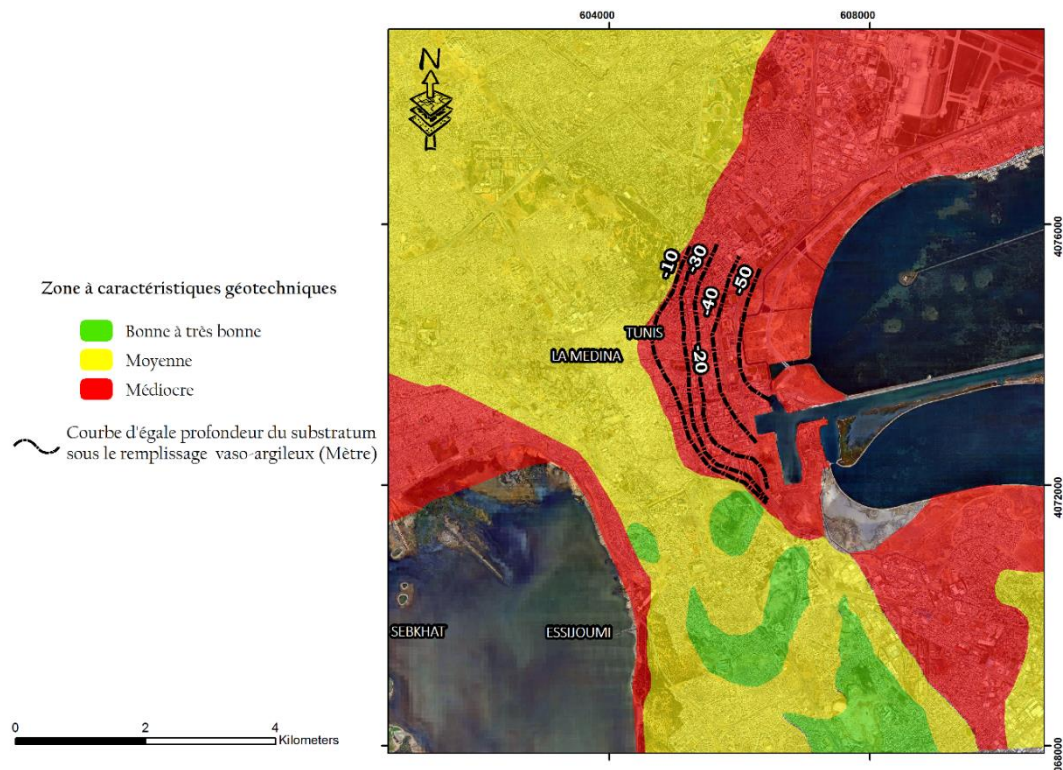 604000
608000
N
4076000
-10
-30
-40
-50
-20
TUNIS
LA MEDINA
Zone à caractéristiques géotechniques
Bonne à très bonne
Moyenne
Médiocre
Courbe d'égale profondeur du substratum
sous le remplissage vaso-argileux (Mètre)
4072000
SEBKHAT
ESSIJOUMI
0
2
4
Kilometers
068000